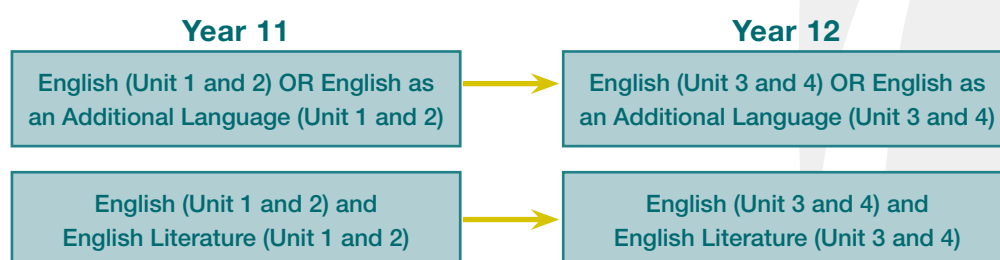 Year 11
Year 12
English (Unit 1 and 2) OR English as
an Additional Language (Unit 1 and 2)
English (Unit 3 and 4) OR English as
an Additional Language (Unit 3 and 4)
English (Unit 1 and 2) and
English Literature (Unit 1 and 2)
English (Unit 3 and 4) and
English Literature (Unit 3 and 4)